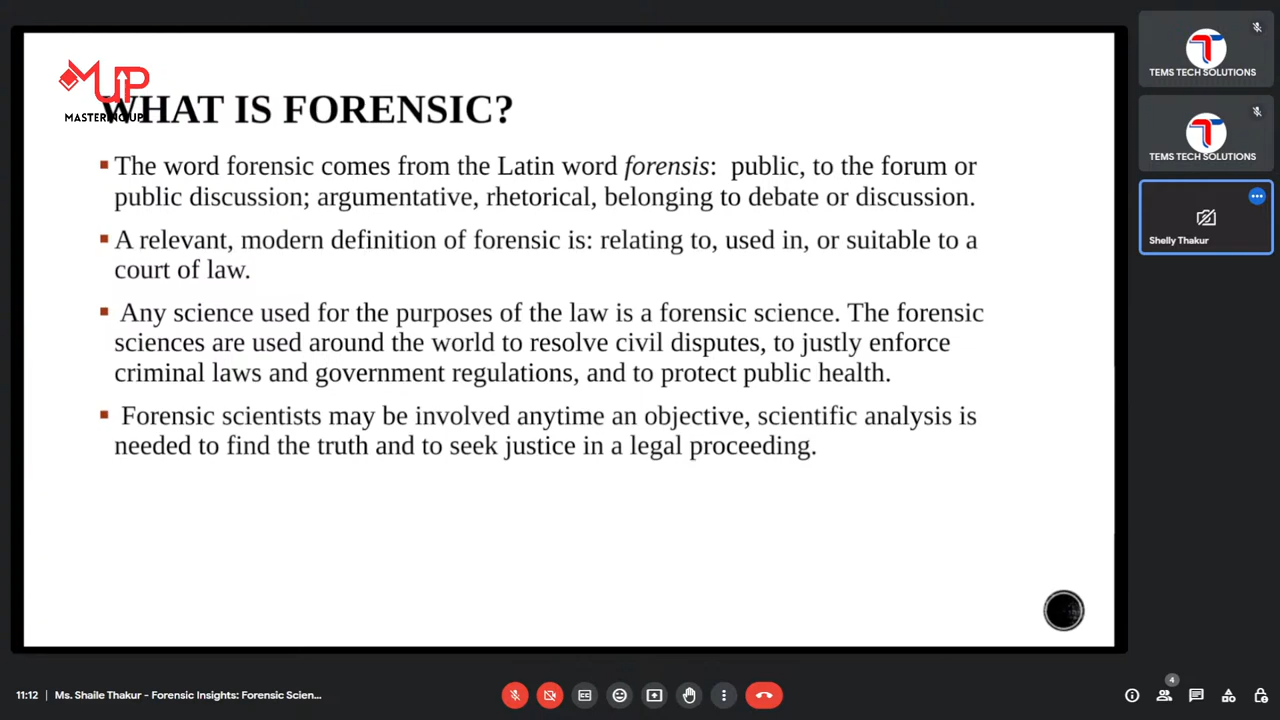 MUP
MASTERING UP
WHAT IS FORENSIC?
▪ The word forensic comes from the Latin word forensis: public, to the forum or
public discussion; argumentative, rhetorical, belonging to debate or discussion.
▪ A relevant, modern definition of forensic is: relating to, used in, or suitable to a
court of law.
▪ Any science used for the purposes of the law is a forensic science. The forensic
sciences are used around the world to resolve civil disputes, to justly enforce
criminal laws and government regulations, and to protect public health.
▪ Forensic scientists may be involved anytime an objective, scientific analysis is
needed to find the truth and to seek justice in a legal proceeding.
TEMS TECH SOLUTIONS
TEMS TECH SOLUTIONS
Shelly Thakur
11:12 | Ms. Shaile Thakur - Forensic Insights: Forensic Scien...
4